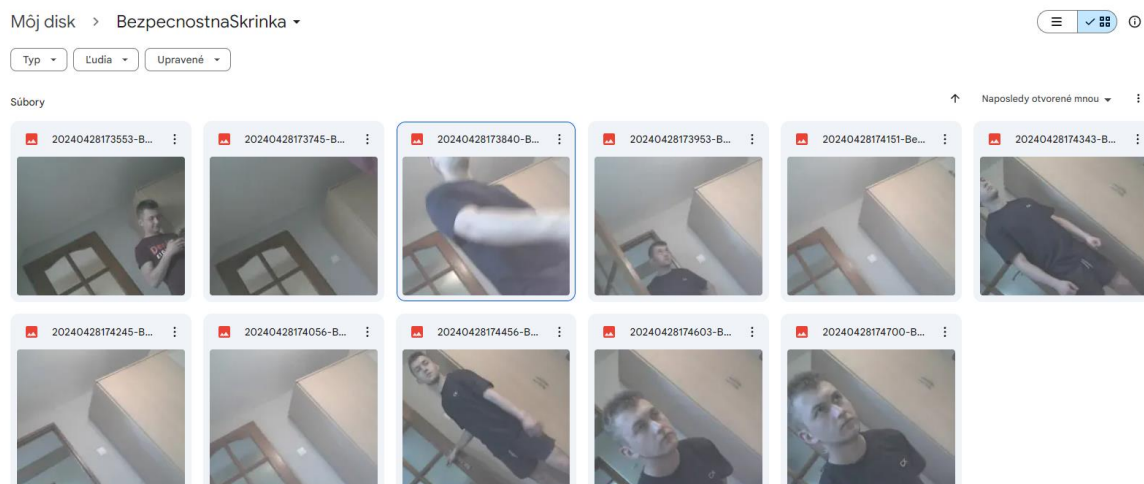 Môj disk > BezpecnostnaSkrinka
Typ Ľudia Upravené
Súbory
Naposledy otvorené mnou
20240428173553-B... 20240428173745-B... 20240428173840-B... 20240428173953-B... 20240428174151-Be... 20240428174343-B...
20240428174245-B... 20240428174056-B... 20240428174456-B... 20240428174603-B... 20240428174700-B...